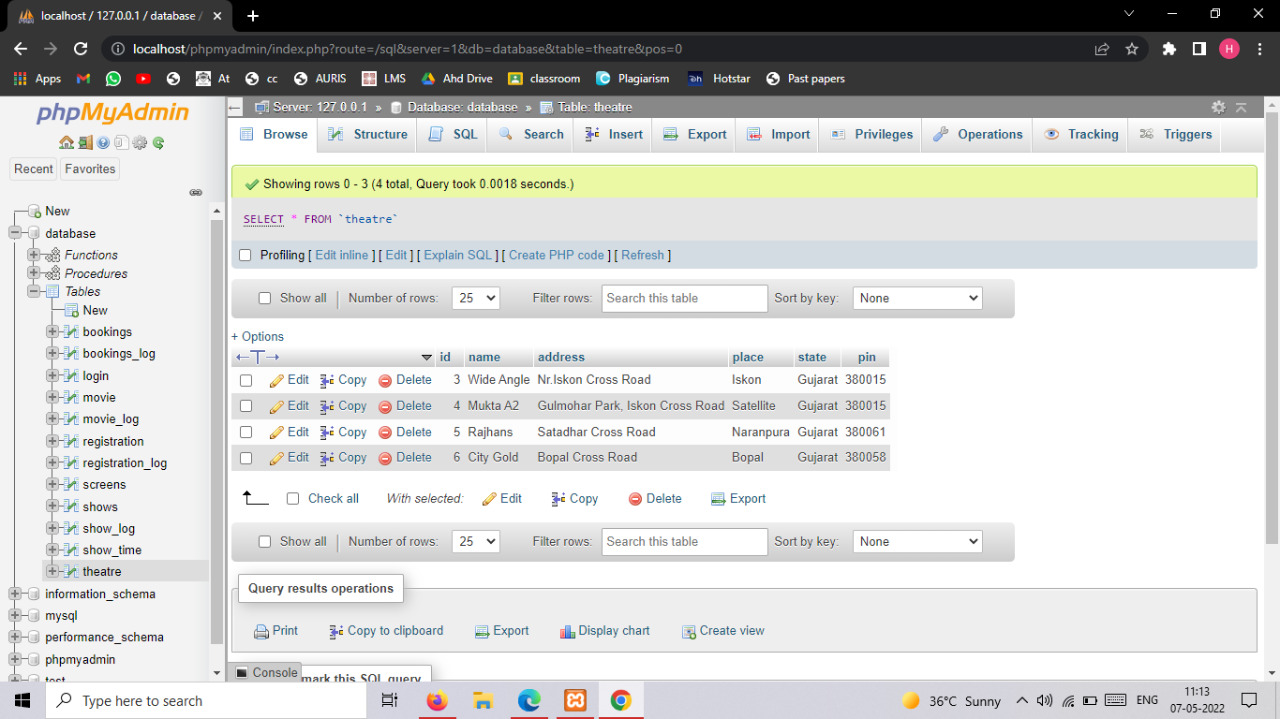 localhost / 127.0.0.1 / database /
localhost/phpmyadmin/index.php?route=/sql&server=1&db=database&table=theatre&pos=0
H
Apps At cc AURIS LMS Ahd Drive classroom Plagiarism Hotstar Past papers
phpMyAdmin
Recent Favorites
New
database
Functions
Procedures
Tables
New
bookings
bookings_log
login
movie
movie_log
registration
registration_log
screens
shows
show_log
show_time
theatre
information_schema
mysql
performance_schema
phpmyadmin
Server: 127.0.0.1 » Database: database » Table: theatre
Browse Structure SQL Search Insert Export Import Privileges Operations Tracking Triggers
Showing rows 0 - 3 (4 total, Query took 0.0018 seconds.)
SELECT * FROM `theatre`
Profiling [ Edit inline ] [ Edit ] [ Explain SQL ] [ Create PHP code ] [ Refresh ]
Show all Number of rows: 25 Filter rows: Search this table Sort by key: None
+ Options
←T→ id name address place state pin
Edit Copy Delete 3 Wide Angle Nr.Iskon Cross Road Iskon Gujarat 380015
Edit Copy Delete 4 Mukta A2 Gulmohar Park, Iskon Cross Road Satellite Gujarat 380015
Edit Copy Delete 5 Rajhans Satadhar Cross Road Naranpura Gujarat 380061
Edit Copy Delete 6 City Gold Bopal Cross Road Bopal Gujarat 380058
Check all With selected: Edit Copy Delete Export
Show all Number of rows: 25 Filter rows: Search this table Sort by key: None
Query results operations
Print Copy to clipboard Export Display chart Create view
Console mark this SQL query
Type here to search
36°C Sunny ENG
11:13
07-05-2022